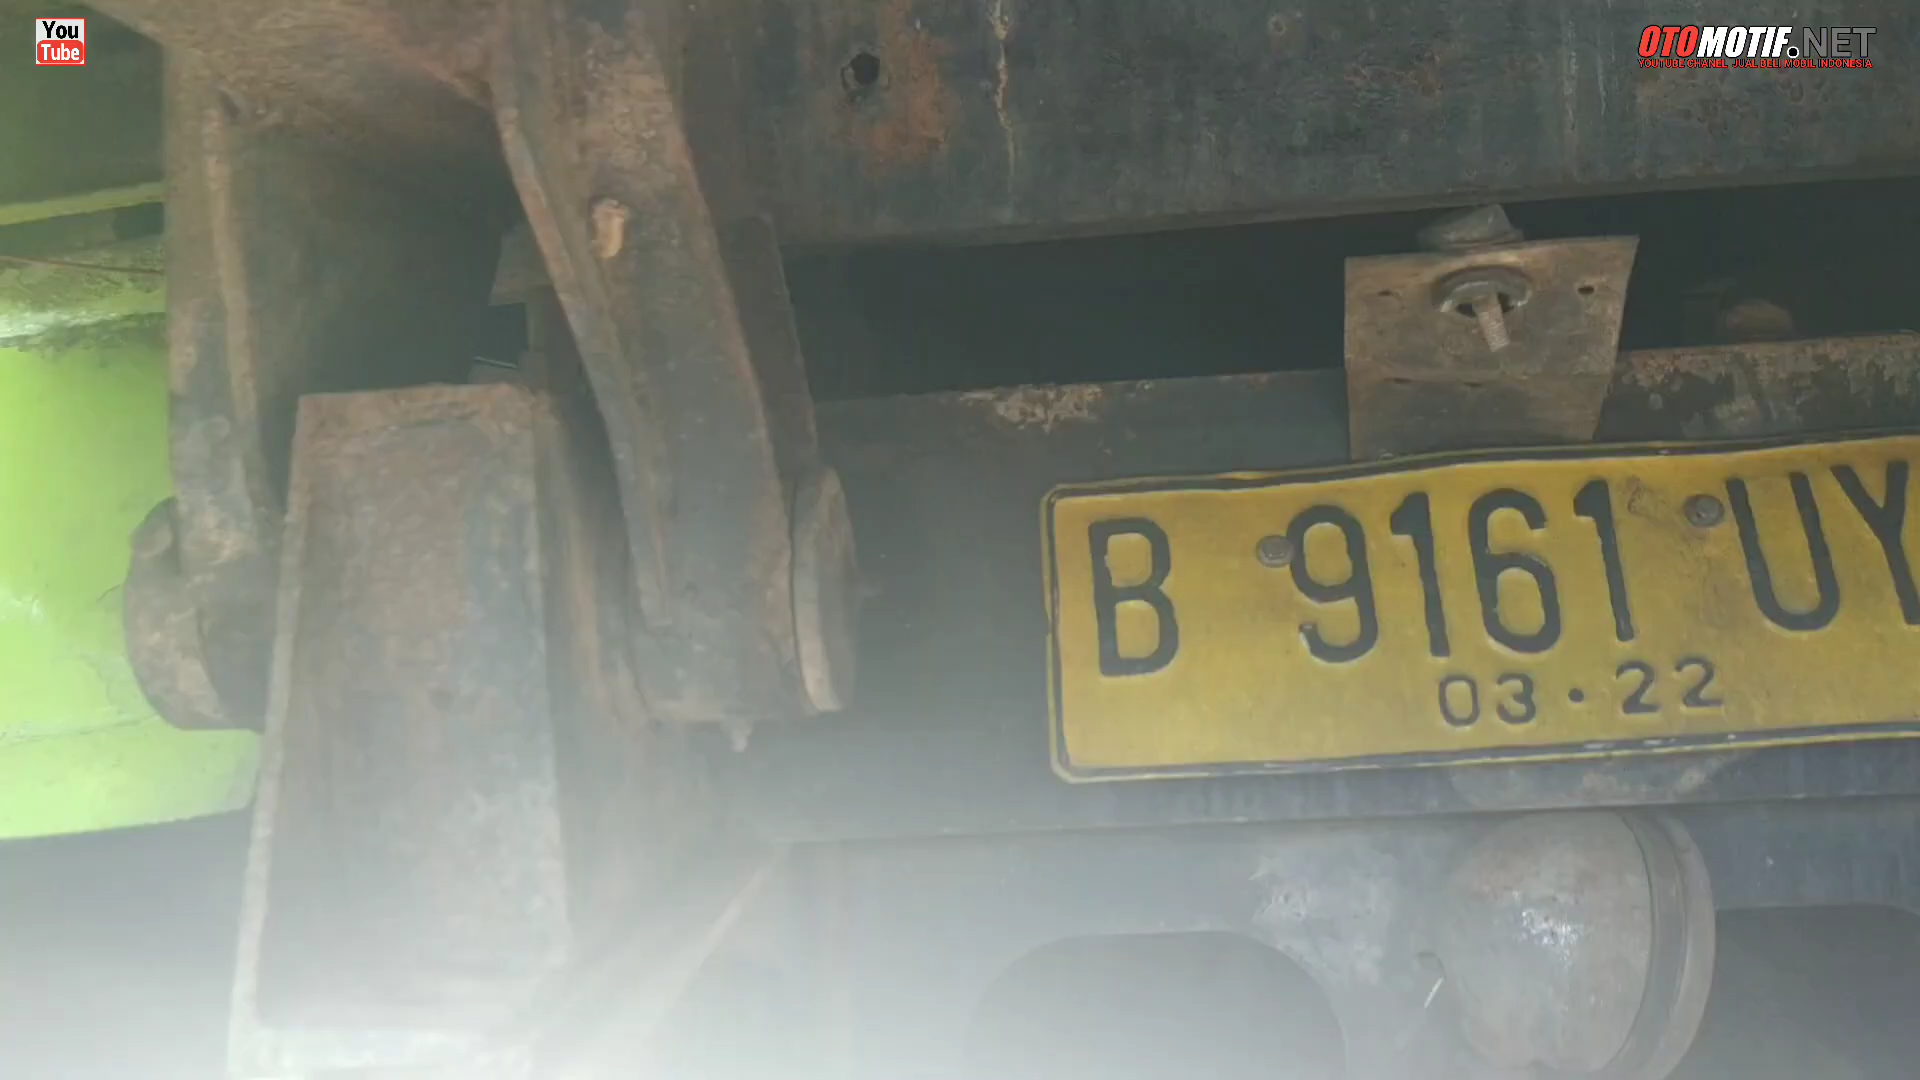 You
Tube
OTOMOTIF.NET
YOUTUBE CHANEL JUAL BELI MOBIL INDONESIA
B 9161 UY
03·22